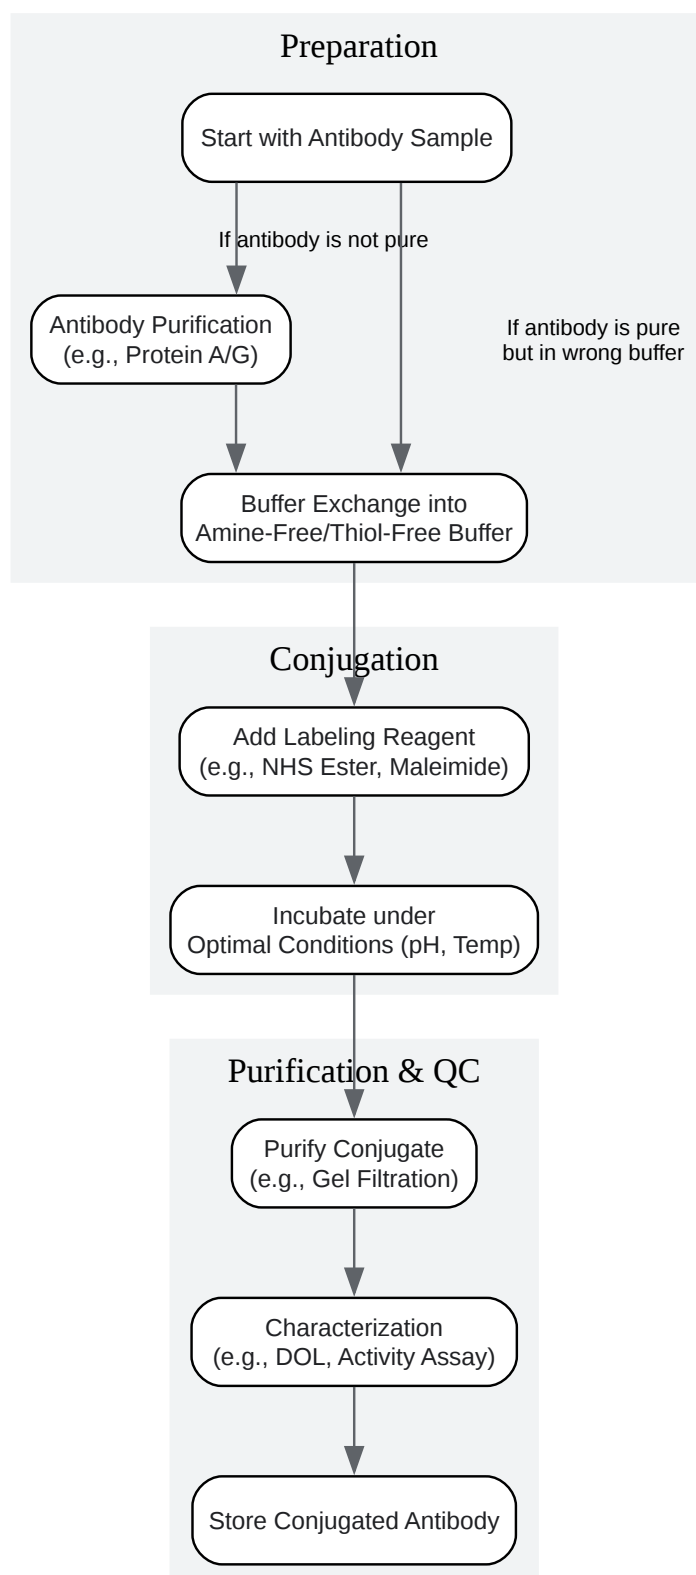 Preparation
Start with Antibody Sample
If antibody is not pure
Antibody Purification
(e.g., Protein A/G)
If antibody is pure
but in wrong buffer
Buffer Exchange into
Amine-Free/Thiol-Free Buffer
Conjugation
Add Labeling Reagent
(e.g., NHS Ester, Maleimide)
Incubate under
Optimal Conditions (pH, Temp)
Purification & QC
Purify Conjugate
(e.g., Gel Filtration)
Characterization
(e.g., DOL, Activity Assay)
Store Conjugated Antibody